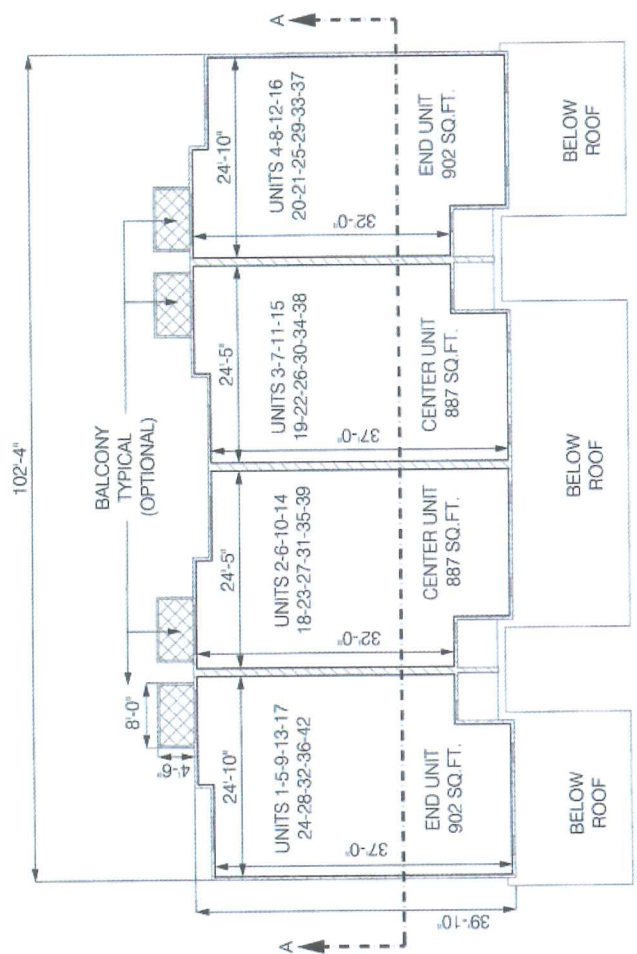 102'-4"
BALCONY
TYPICAL
(OPTIONAL)
8'-0"
4'-6"
24'-10"
24'-5"
24'-5"
24'-10"
UNITS 1-5-9-13-17
24-28-32-36-42
UNITS 2-6-10-14
18-23-27-31-35-39
UNITS 3-7-11-15
19-22-26-30-34-38
UNITS 4-8-12-16
20-21-25-29-33-37
37'-0"
32'-0"
37'-0"
32'-0"
39'-10"
END UNIT
902 SQ.FT.
CENTER UNIT
887 SQ.FT.
CENTER UNIT
887 SQ.FT.
END UNIT
902 SQ.FT.
A
A
BELOW
ROOF
BELOW
ROOF
BELOW
ROOF